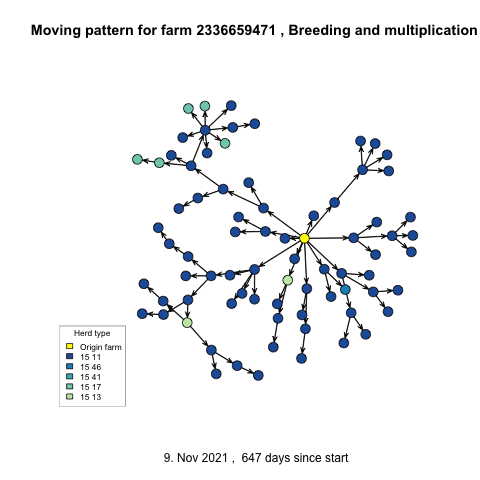 Moving pattern for farm 2336659471 , Breeding and multiplication
Herd type
Origin farm
15 11
15 46
15 41
15 17
15 13
9. Nov 2021 ,  647 days since start